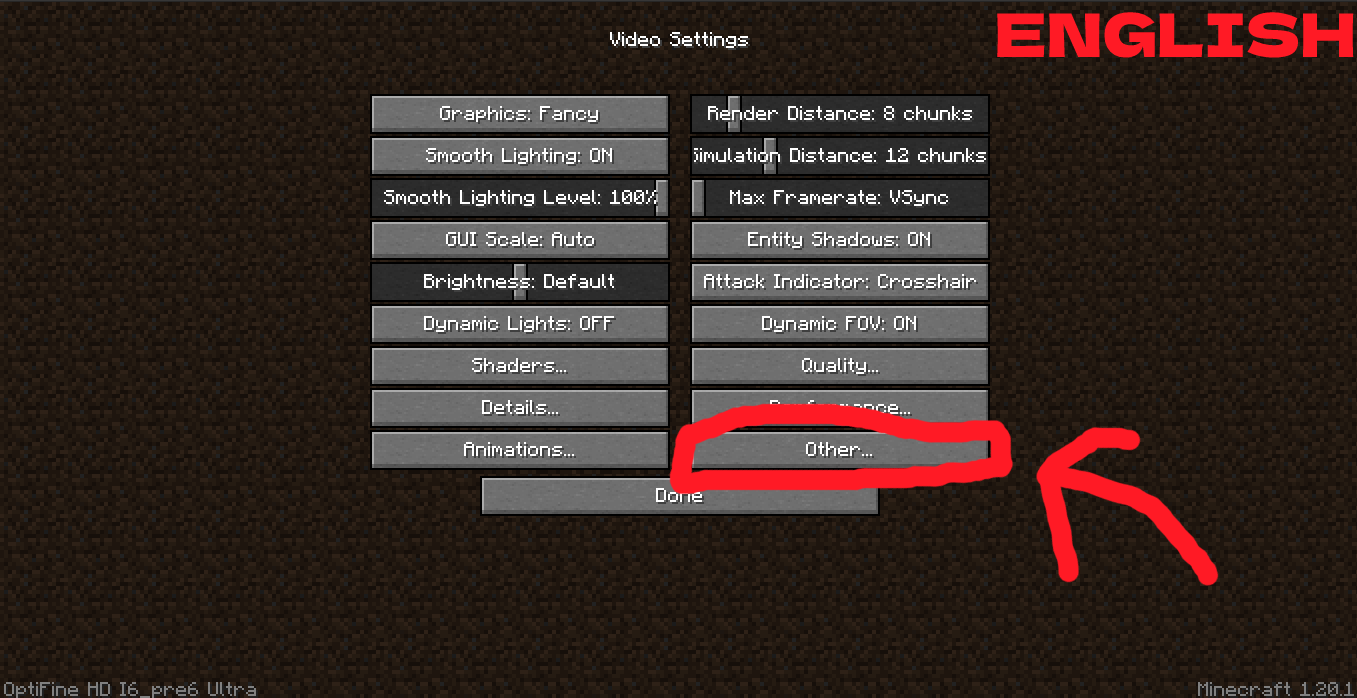 ENGLISH
Video Settings
Graphics: Fancy
Render Distance: 8 chunks
Smooth Lighting: ON
Simulation Distance: 12 chunks
Smooth Lighting Level: 100%
Max Framerate: VSync
GUI Scale: Auto
Entity Shadows: ON
Brightness: Default
Attack Indicator: Crosshair
Dynamic Lights: OFF
Dynamic FOV: ON
Shaders...
Quality...
Details...
Performance...
Animations...
Other...
Done
OptiFine HD I6_pre6 Ultra
Minecraft 1.20.1